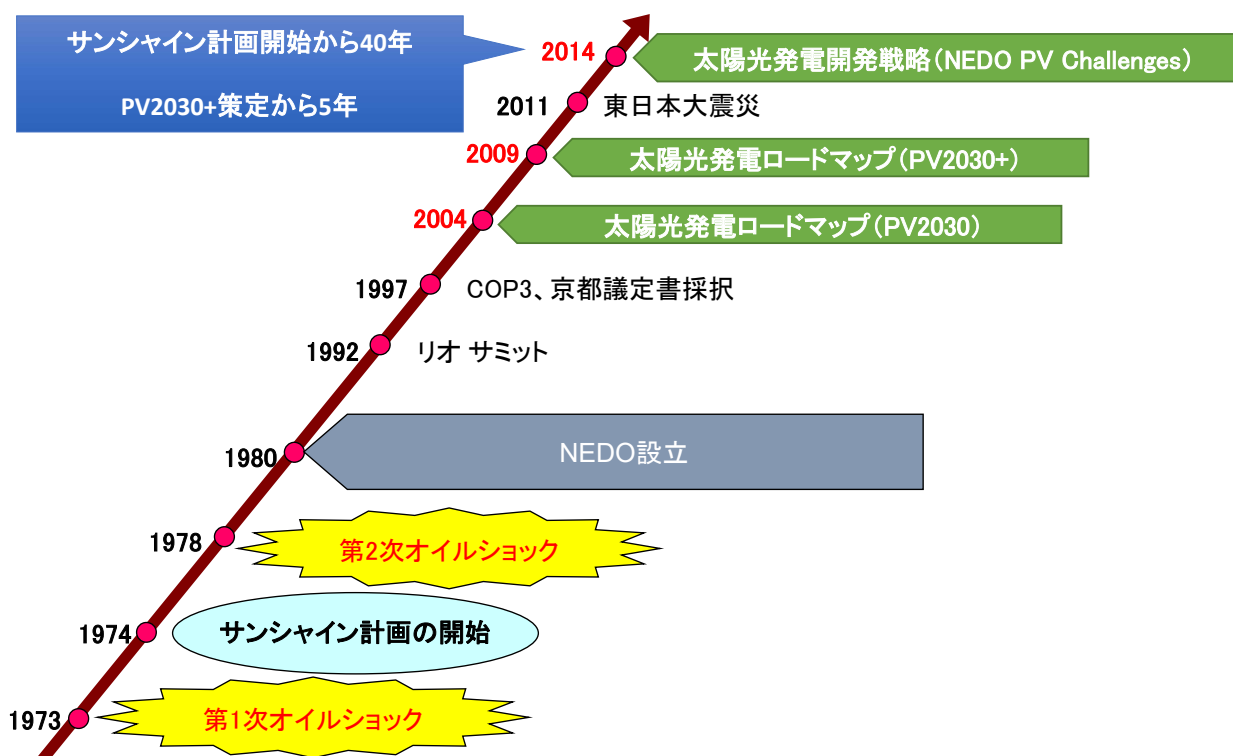 サンシャイン計画開始から40年
PV2030+策定から5年
2014
太陽光発電開発戦略(NEDO PV Challenges)
2011
東日本大震災
2009
太陽光発電ロードマップ(PV2030+)
2004
太陽光発電ロードマップ(PV2030)
1997
COP3、京都議定書採択
1992
リオ サミット
1980
NEDO設立
1978
第2次オイルショック
1974
サンシャイン計画の開始
1973
第1次オイルショック